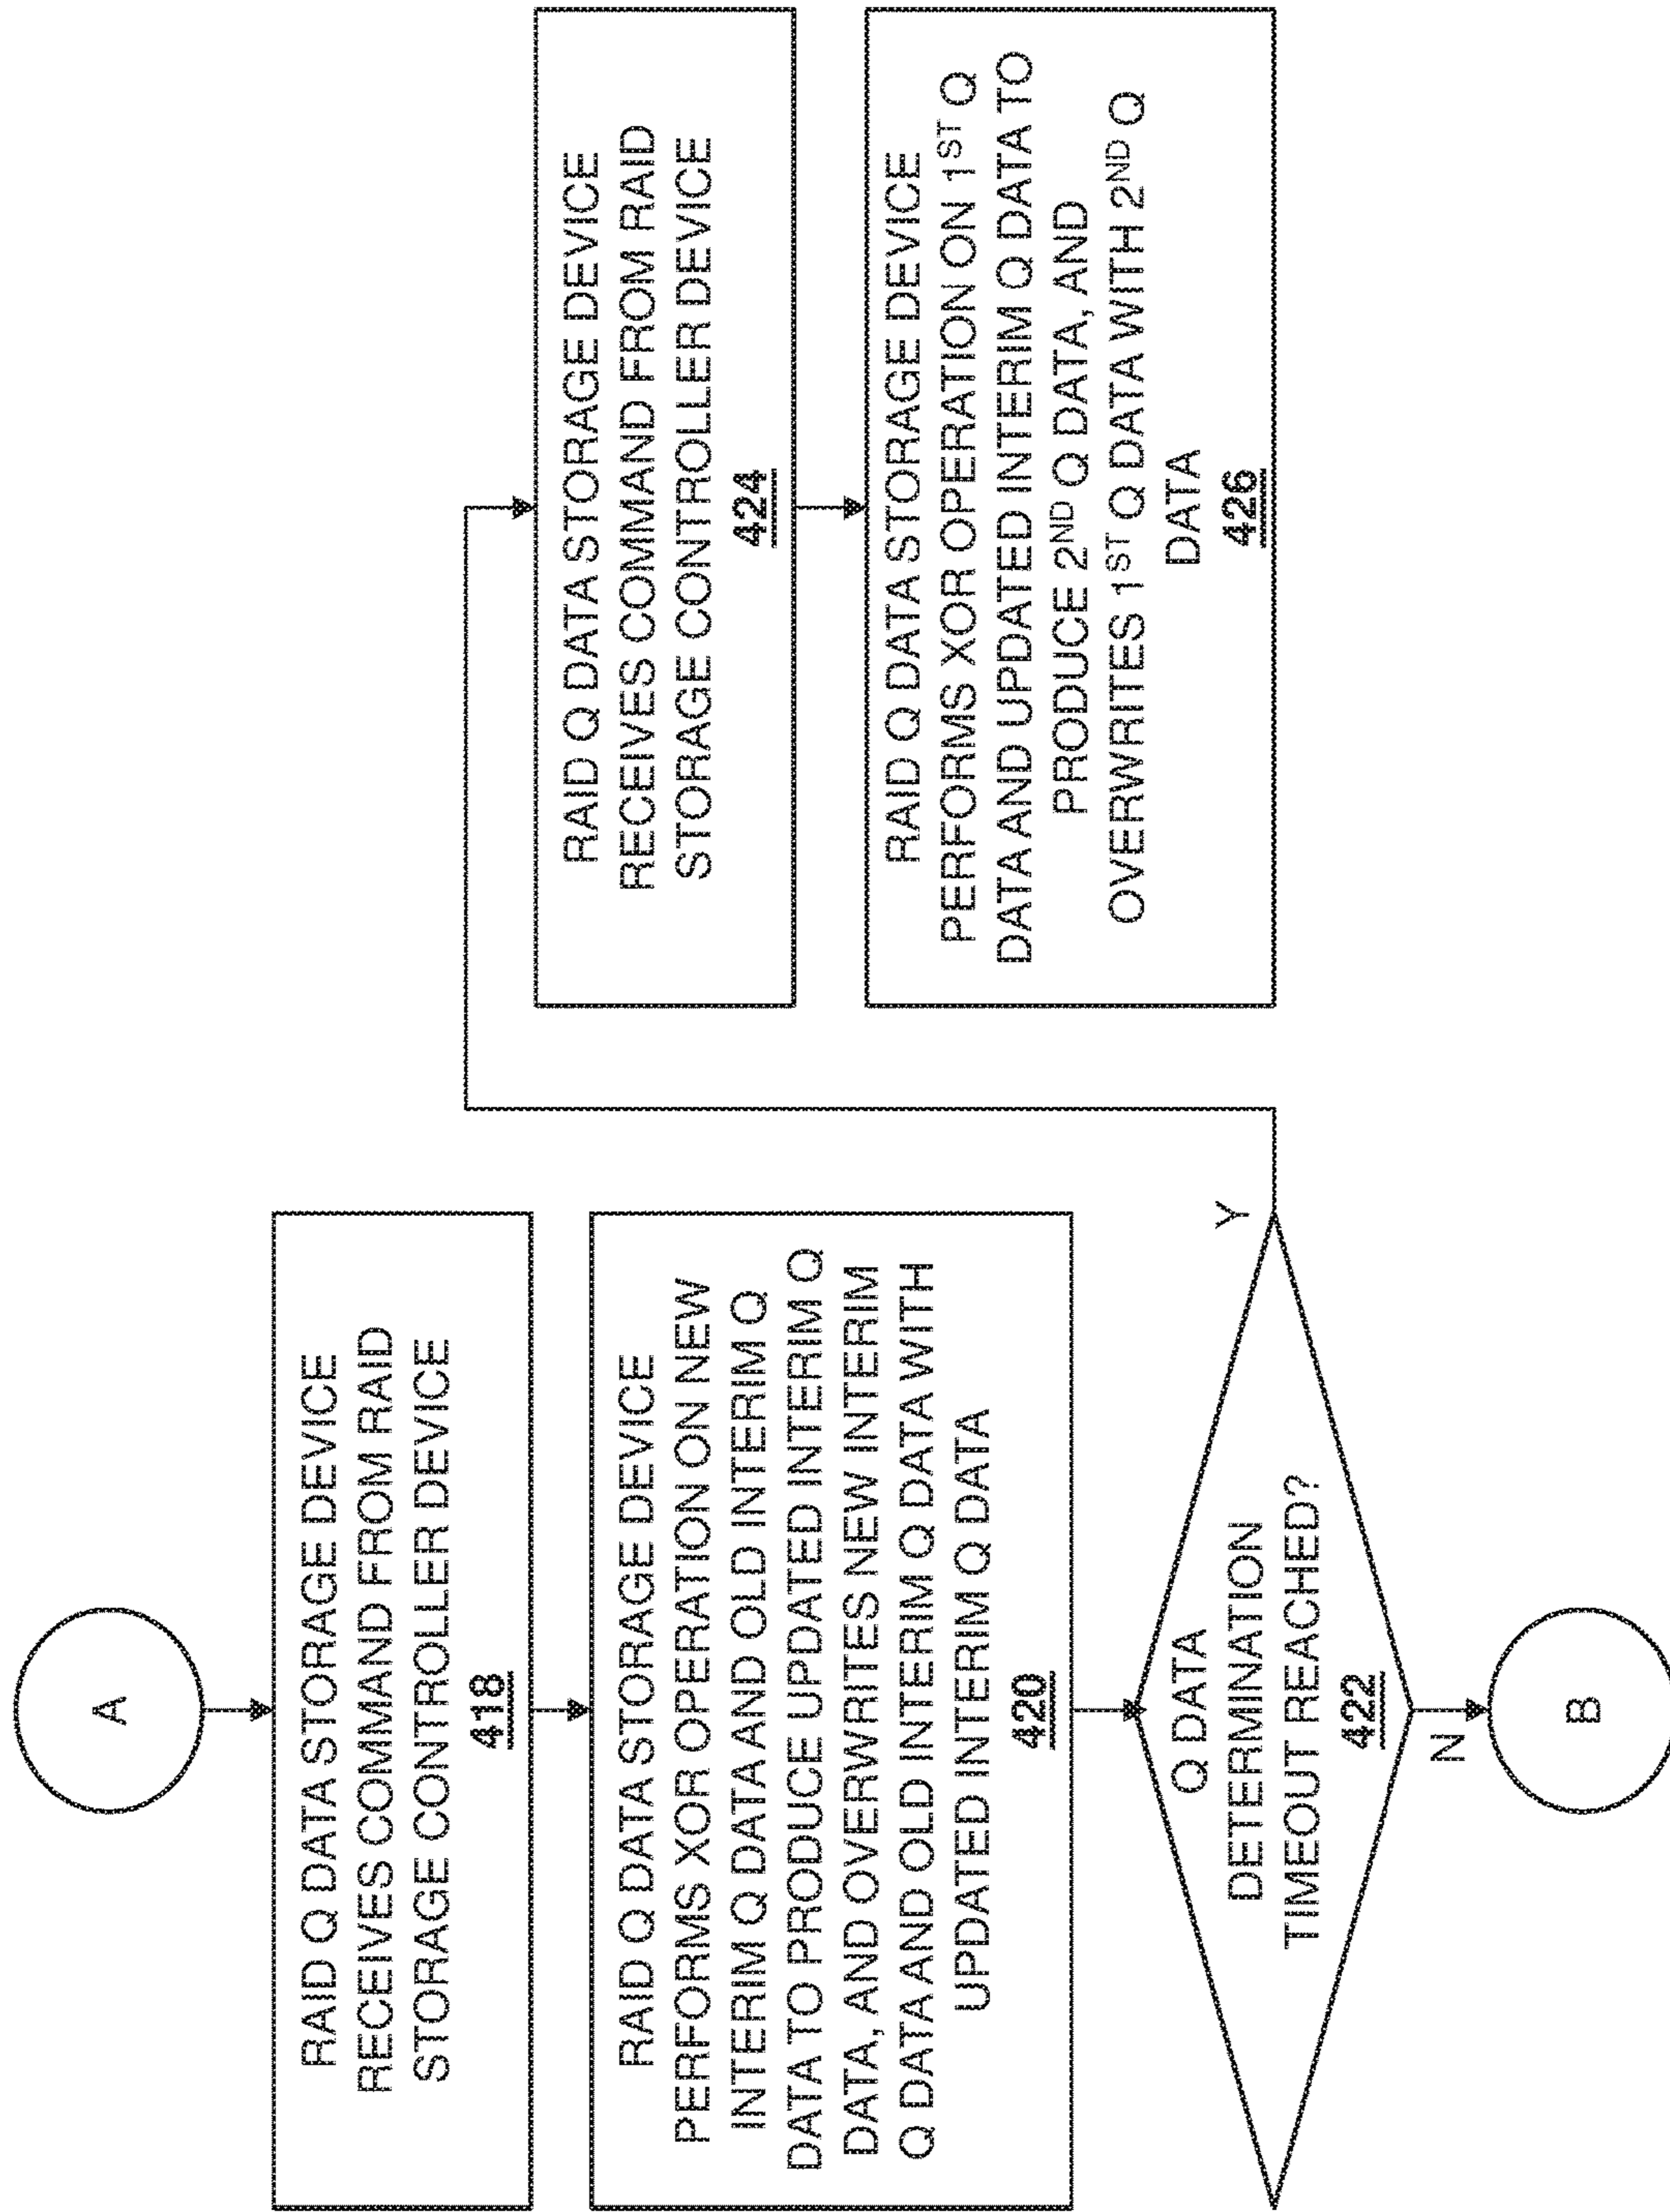 A
RAID Q DATA STORAGE DEVICE
RECEIVES COMMAND FROM RAID
STORAGE CONTROLLER DEVICE
418
RAID Q DATA STORAGE DEVICE
PERFORMS XOR OPERATION ON NEW
INTERIM Q DATA AND OLD INTERIM Q
DATA TO PRODUCE UPDATED INTERIM Q
DATA, AND OVERWRITES NEW INTERIM
Q DATA AND OLD INTERIM Q DATA WITH
UPDATED INTERIM Q DATA
420
Q DATA
DETERMINATION
TIMEOUT REACHED?
422
Y
N
B
RAID Q DATA STORAGE DEVICE
RECEIVES COMMAND FROM RAID
STORAGE CONTROLLER DEVICE
424
RAID Q DATA STORAGE DEVICE
PERFORMS XOR OPERATION ON 1ST Q
DATA AND UPDATED INTERIM Q DATA TO
PRODUCE 2ND Q DATA, AND
OVERWRITES 1ST Q DATA WITH 2ND Q
DATA
426